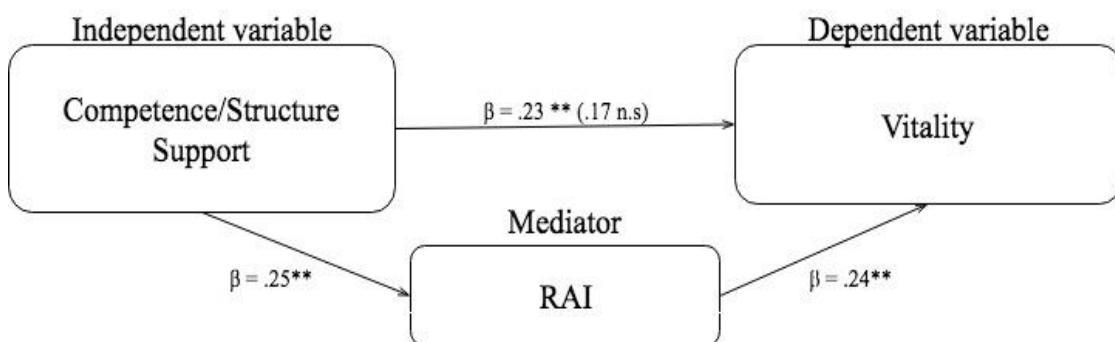 Independent variable
Dependent variable
Competence/Structure
Support
β = .23 ** (.17 n.s)
Vitality
Mediator
β = .25**
RAI
β = .24**